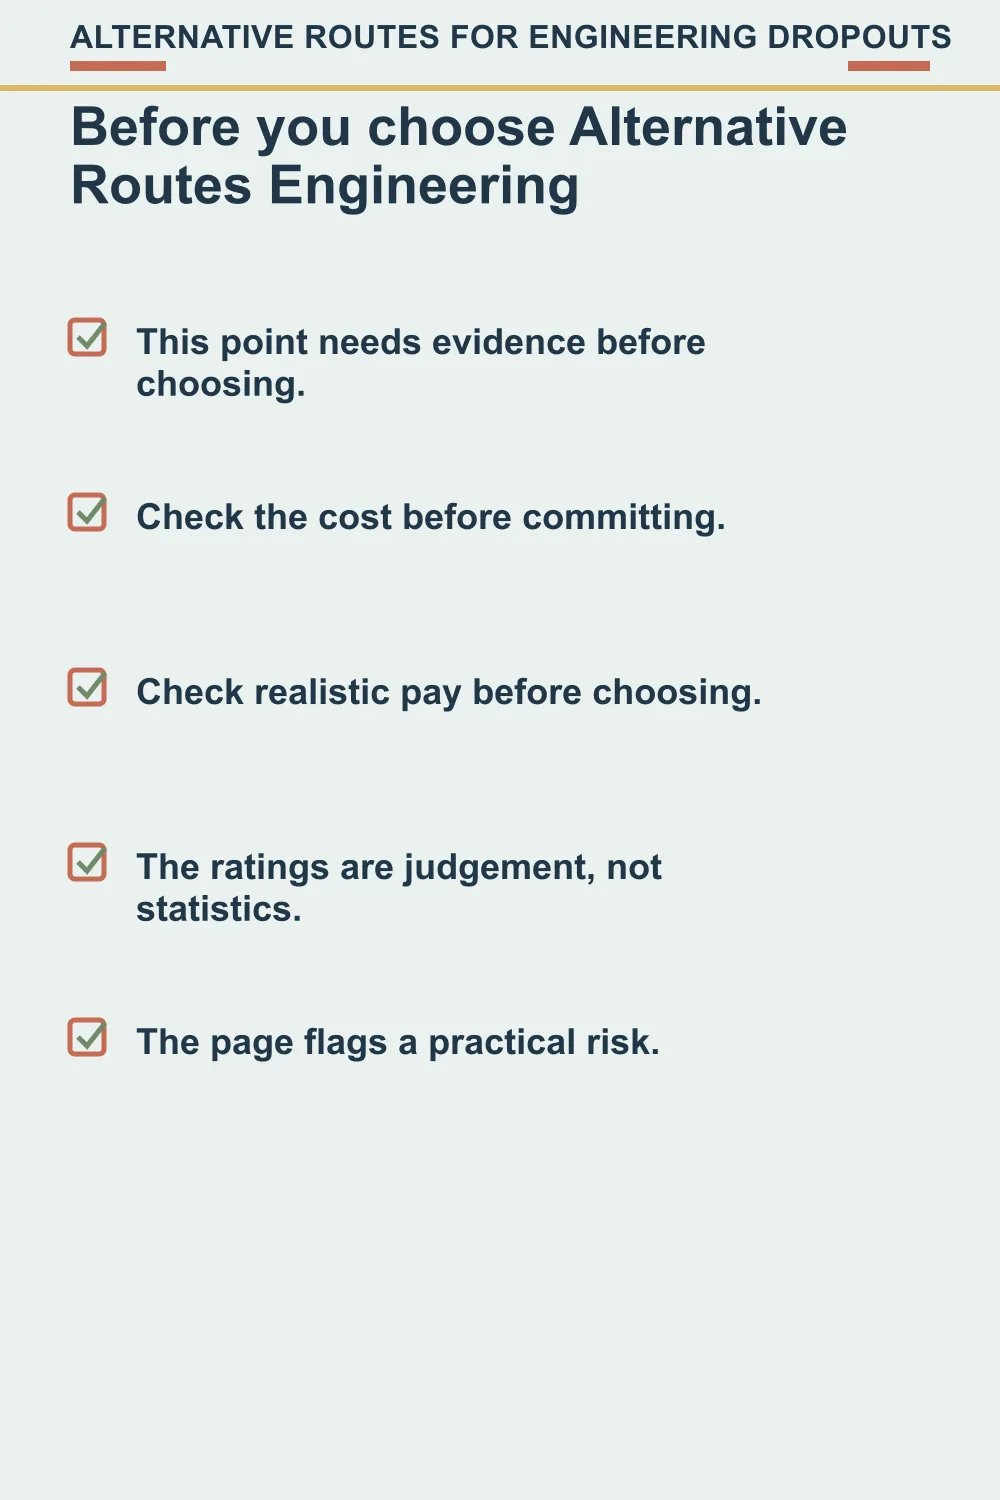 ALTERNATIVE ROUTES FOR ENGINEERING DROPOUTS
Before you choose Alternative
Routes Engineering
This point needs evidence before
choosing.
Check the cost before committing.
Check realistic pay before choosing.
The ratings are judgement, not
statistics.
The page flags a practical risk.